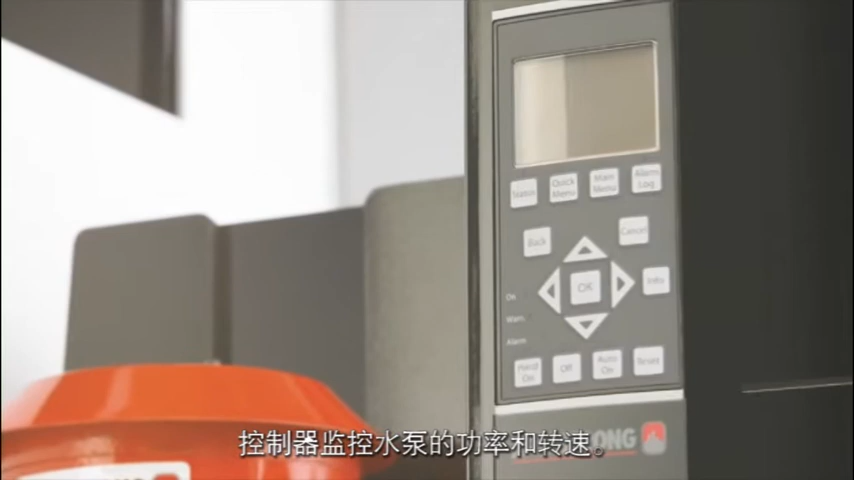 Status
Quick
Menu
Main
Menu
Alarm
Log
Back
Cancel
Info
OK
On
Warn.
Alarm
Hand
On
Off
Auto
On
Reset
控制器监控水泵的功率和转速。